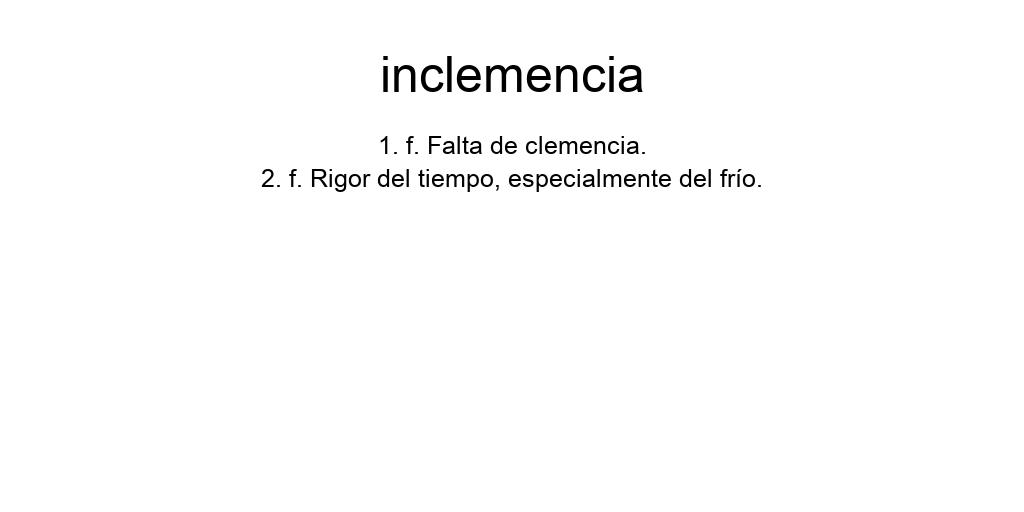 inclemencia
1. f. Falta de clemencia.
2. f. Rigor del tiempo, especialmente del frío.